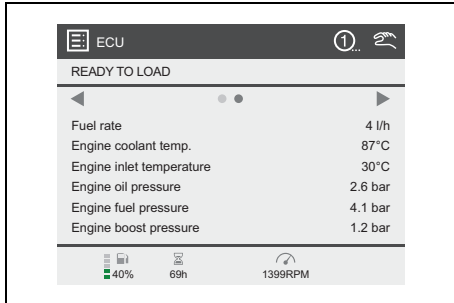 ECU 1...
READY TO LOAD
Fuel rate 4 l/h
Engine coolant temp. 87°C
Engine inlet temperature 30°C
Engine oil pressure 2.6 bar
Engine fuel pressure 4.1 bar
Engine boost pressure 1.2 bar
40% 69h 1399RPM